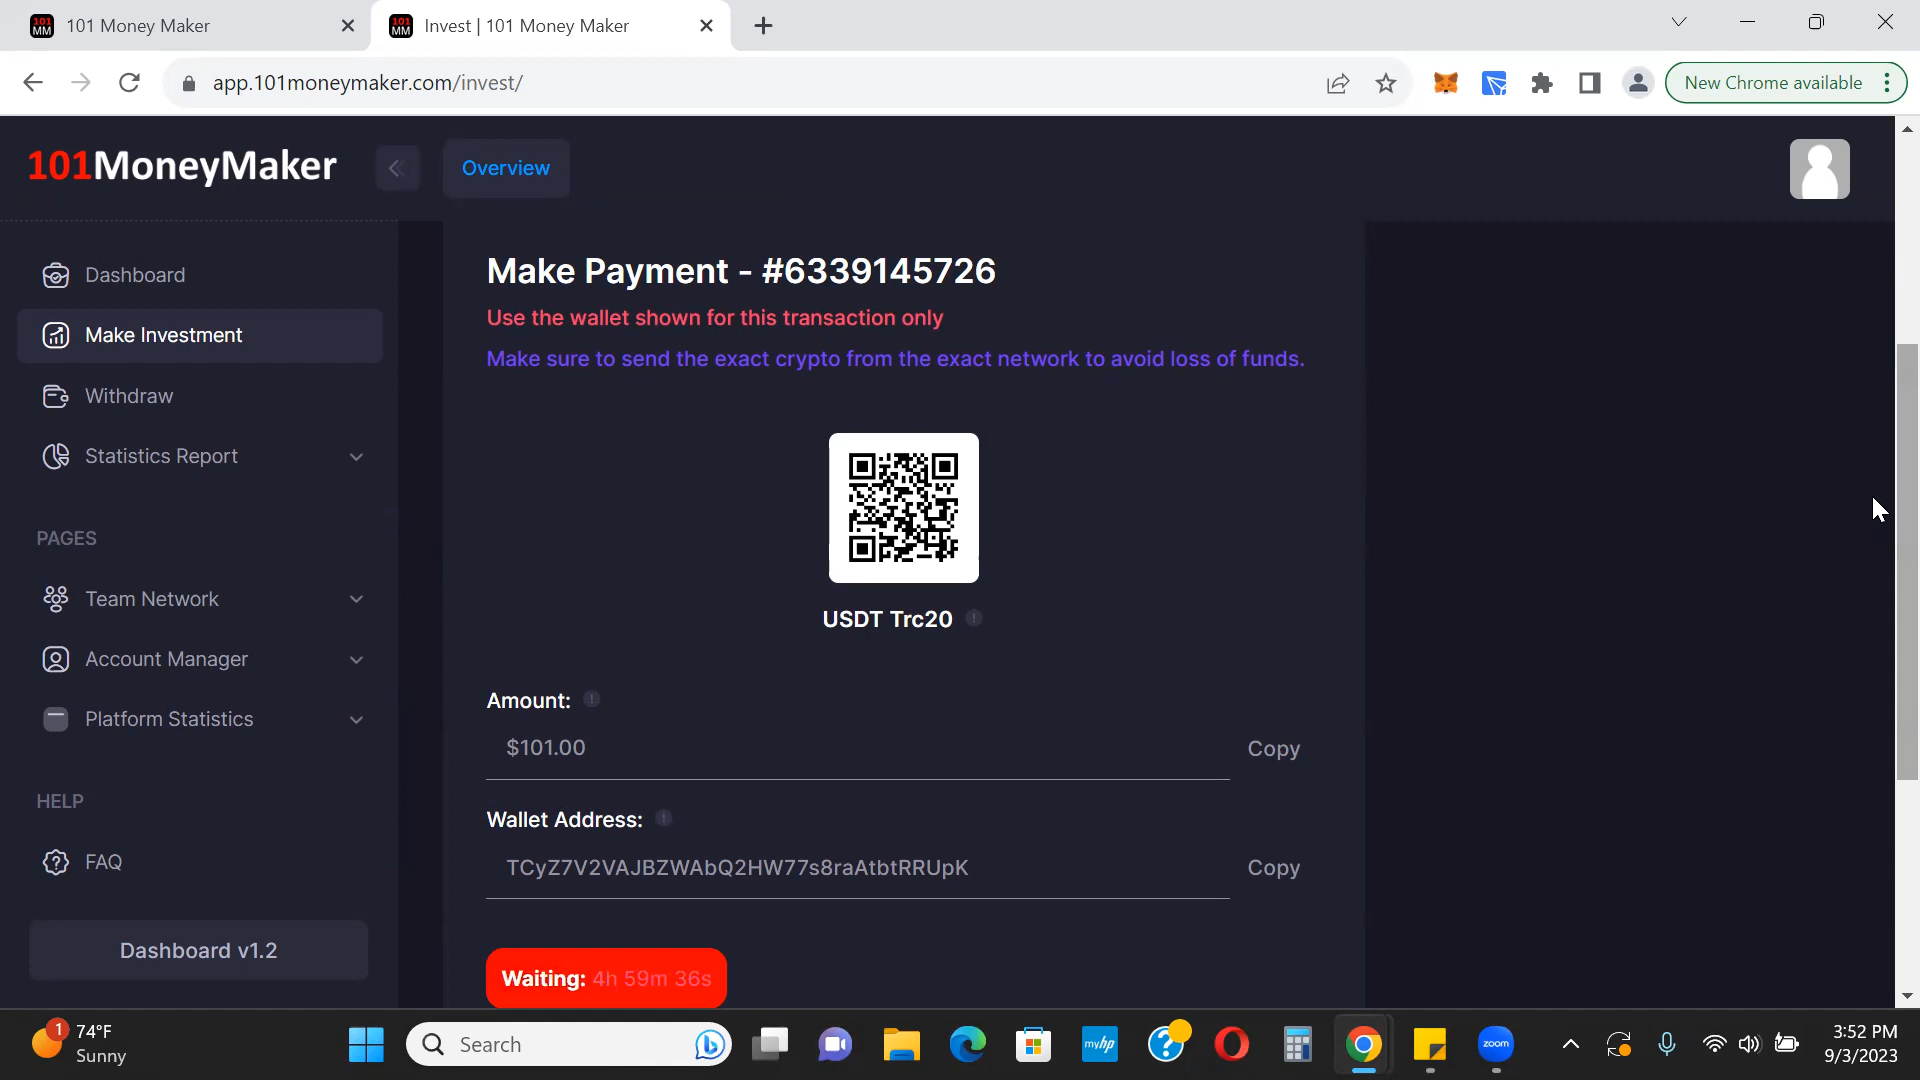 101 Money Maker
Invest | 101 Money Maker
app.101moneymaker.com/invest/
New Chrome available
101MoneyMaker
Overview
Dashboard
Make Investment
Withdraw
Statistics Report
PAGES
Team Network
Account Manager
Platform Statistics
HELP
FAQ
Dashboard v1.2
Make Payment - #6339145726
Use the wallet shown for this transaction only
Make sure to send the exact crypto from the exact network to avoid loss of funds.
USDT Trc20
Amount:
$101.00 Copy
Wallet Address:
TCyZ7V2VAJBZWAbQ2HW77s8raAtbtRRUpK Copy
Waiting: 4h 59m 36s
1
74°F
Sunny
Search
myhp
zoom
3:52 PM
9/3/2023